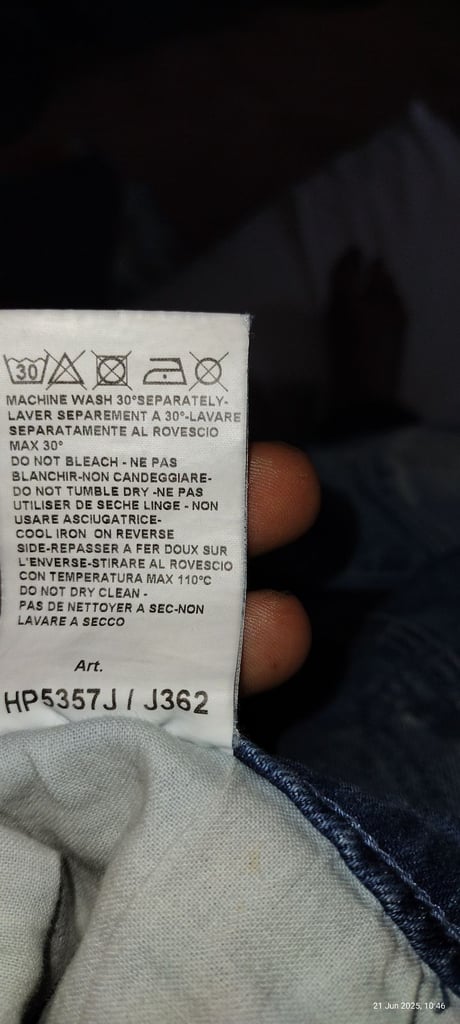 30
MACHINE WASH 30°SEPARATELY-
LAVER SEPAREMENT A 30°-LAVARE
SEPARATAMENTE AL ROVESCIO
MAX 30°
DO NOT BLEACH - NE PAS
BLANCHIR-NON CANDEGGIARE-
DO NOT TUMBLE DRY -NE PAS
UTILISER DE SECHE LINGE - NON
USARE ASCIUGATRICE-
COOL IRON ON REVERSE
SIDE-REPASSER A FER DOUX SUR
L'ENVERSE-STIRARE AL ROVESCIO
CON TEMPERATURA MAX 110°C
DO NOT DRY CLEAN -
PAS DE NETTOYER A SEC-NON
LAVARE A SECCO
Art.
HP5357J / J362
21 Jun 2025, 10:46